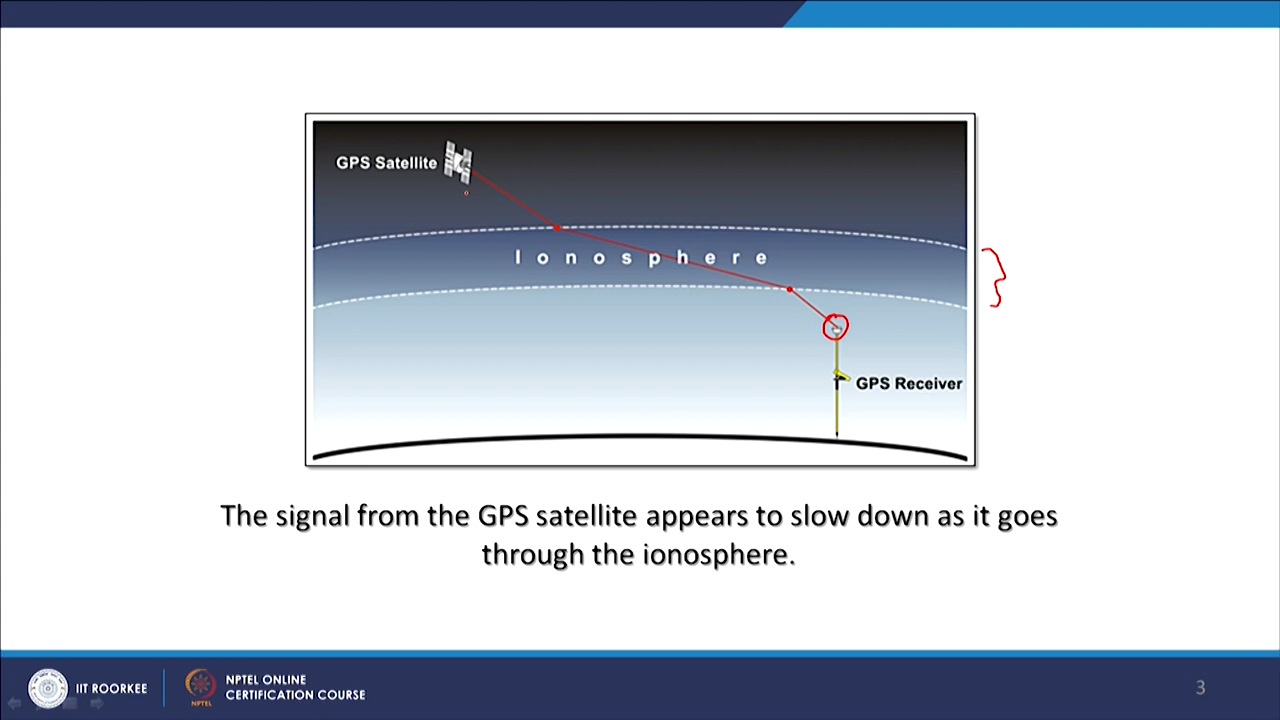 GPS Satellite
Ionosphere
GPS Receiver
The signal from the GPS satellite appears to slow down as it goes
through the ionosphere.
IIT ROORKEE
NPTEL
NPTEL ONLINE
CERTIFICATION COURSE
3